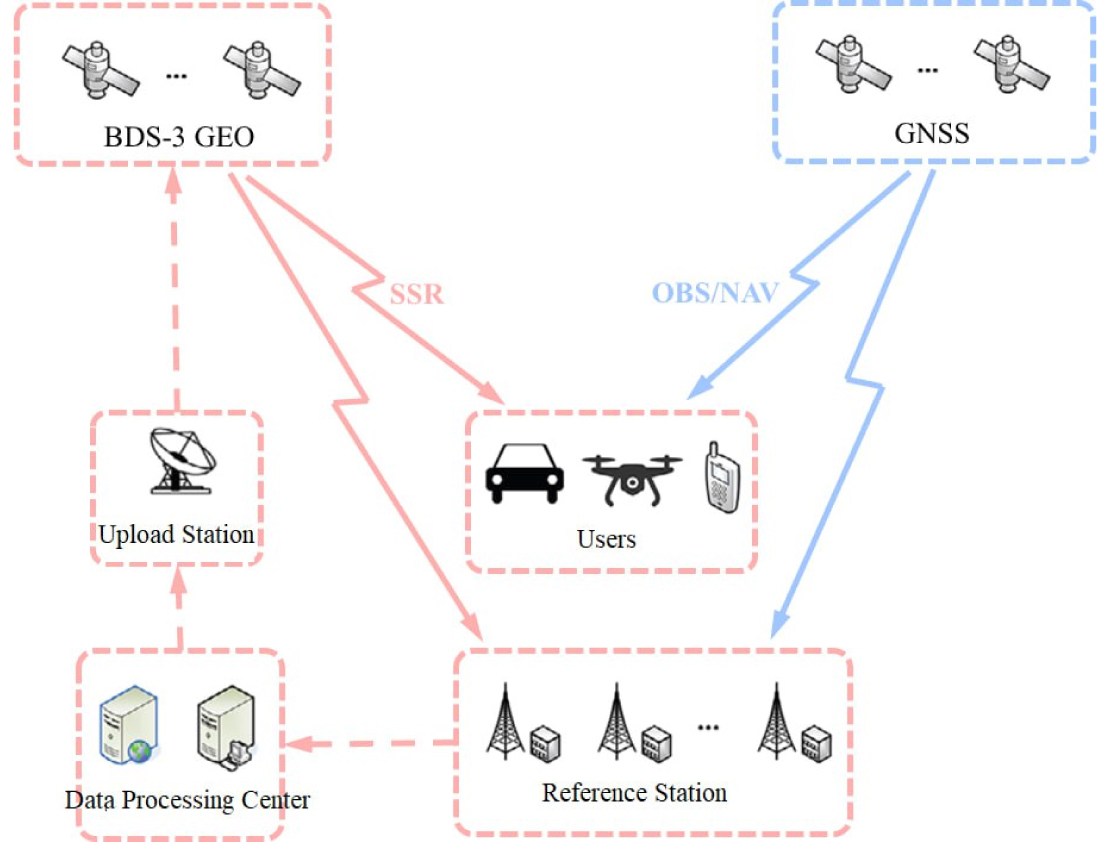 BDS-3 GEO
GNSS
SSR
OBS/NAV
Upload Station
Users
Data Processing Center
Reference Station